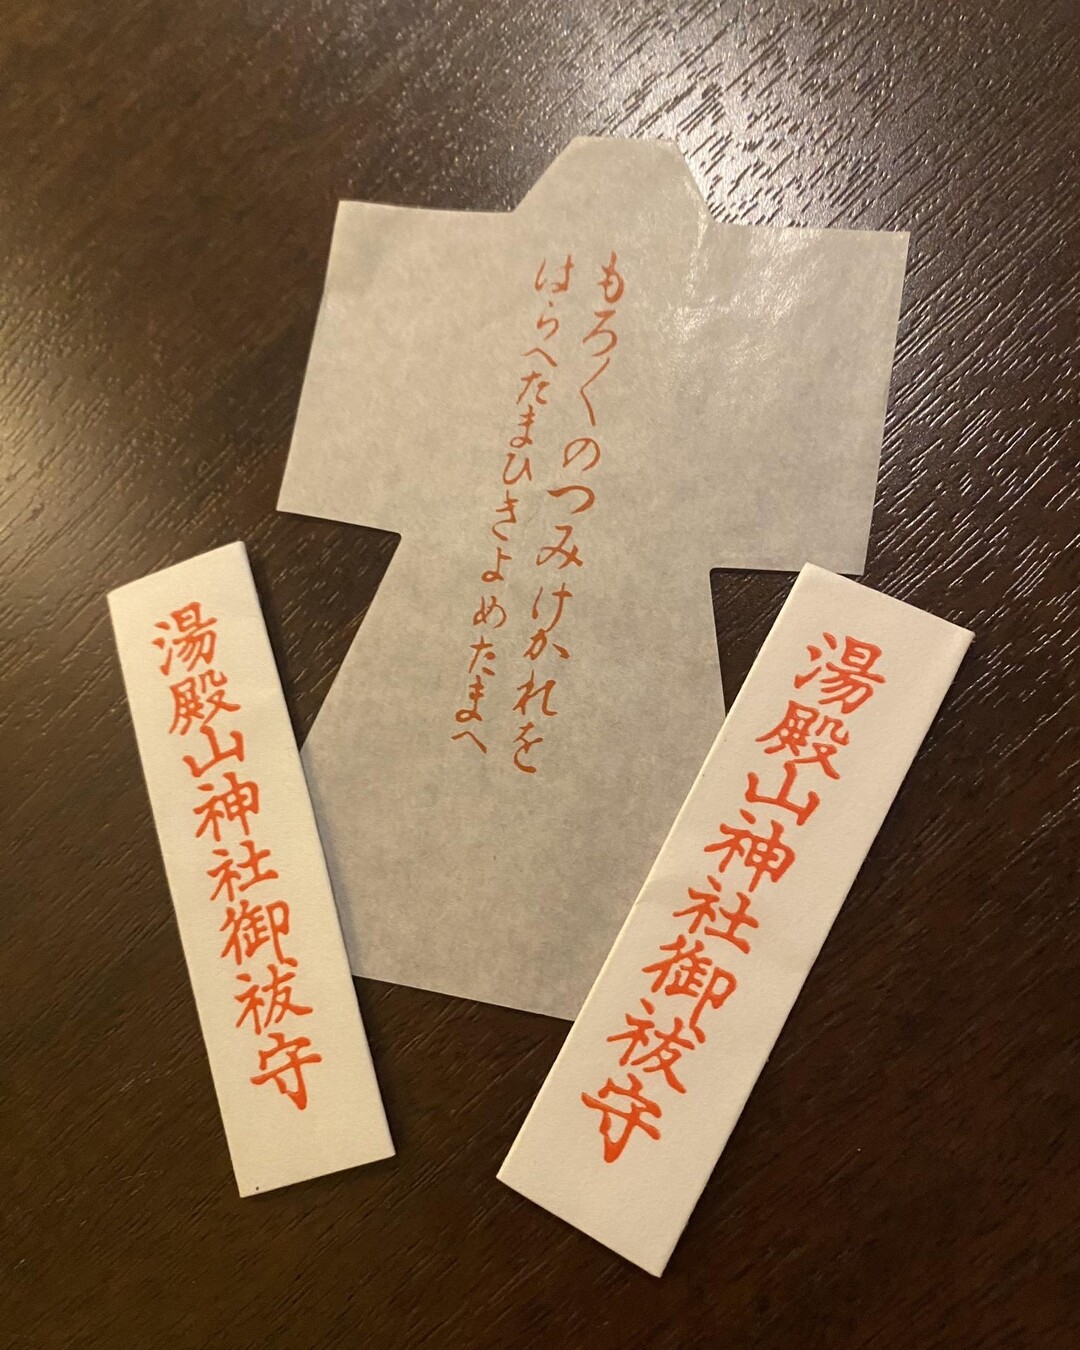 もろ〱のつみけかれを
はらへたまひきよめたまへ
湯殿山神社御祓守
湯殿山神社御祓守